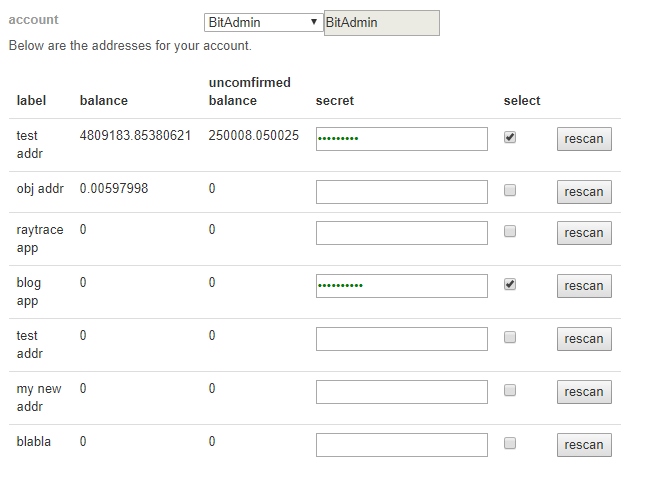 account BitAdmin BitAdmin
Below are the addresses for your account.
uncomfirmed
label balance balance secret select
test 4809183.85380621 250008.050025 ••••••••• rescan
addr
obj addr 0.00597998 0 rescan
raytrace 0 0 rescan
app
blog 0 0 •••••••••• rescan
app
test 0 0 rescan
addr
my new 0 0 rescan
addr
blabla 0 0 rescan